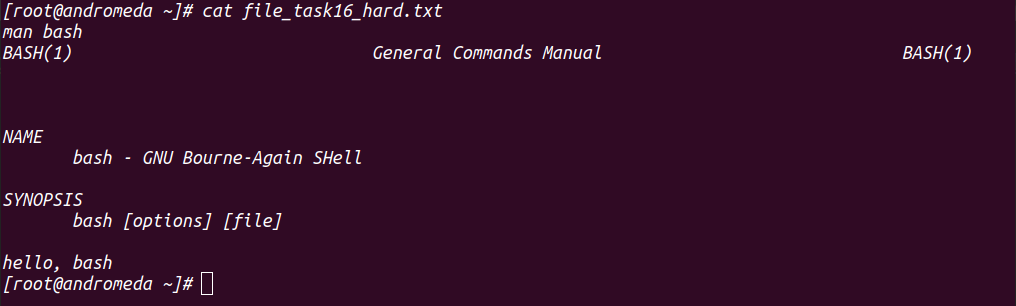 [root@andromeda ~]# cat file_task16_hard.txt
man bash
BASH(1)                              General Commands Manual                              BASH(1)
NAME
       bash - GNU Bourne-Again SHell
SYNOPSIS
       bash [options] [file]
hello, bash
[root@andromeda ~]#